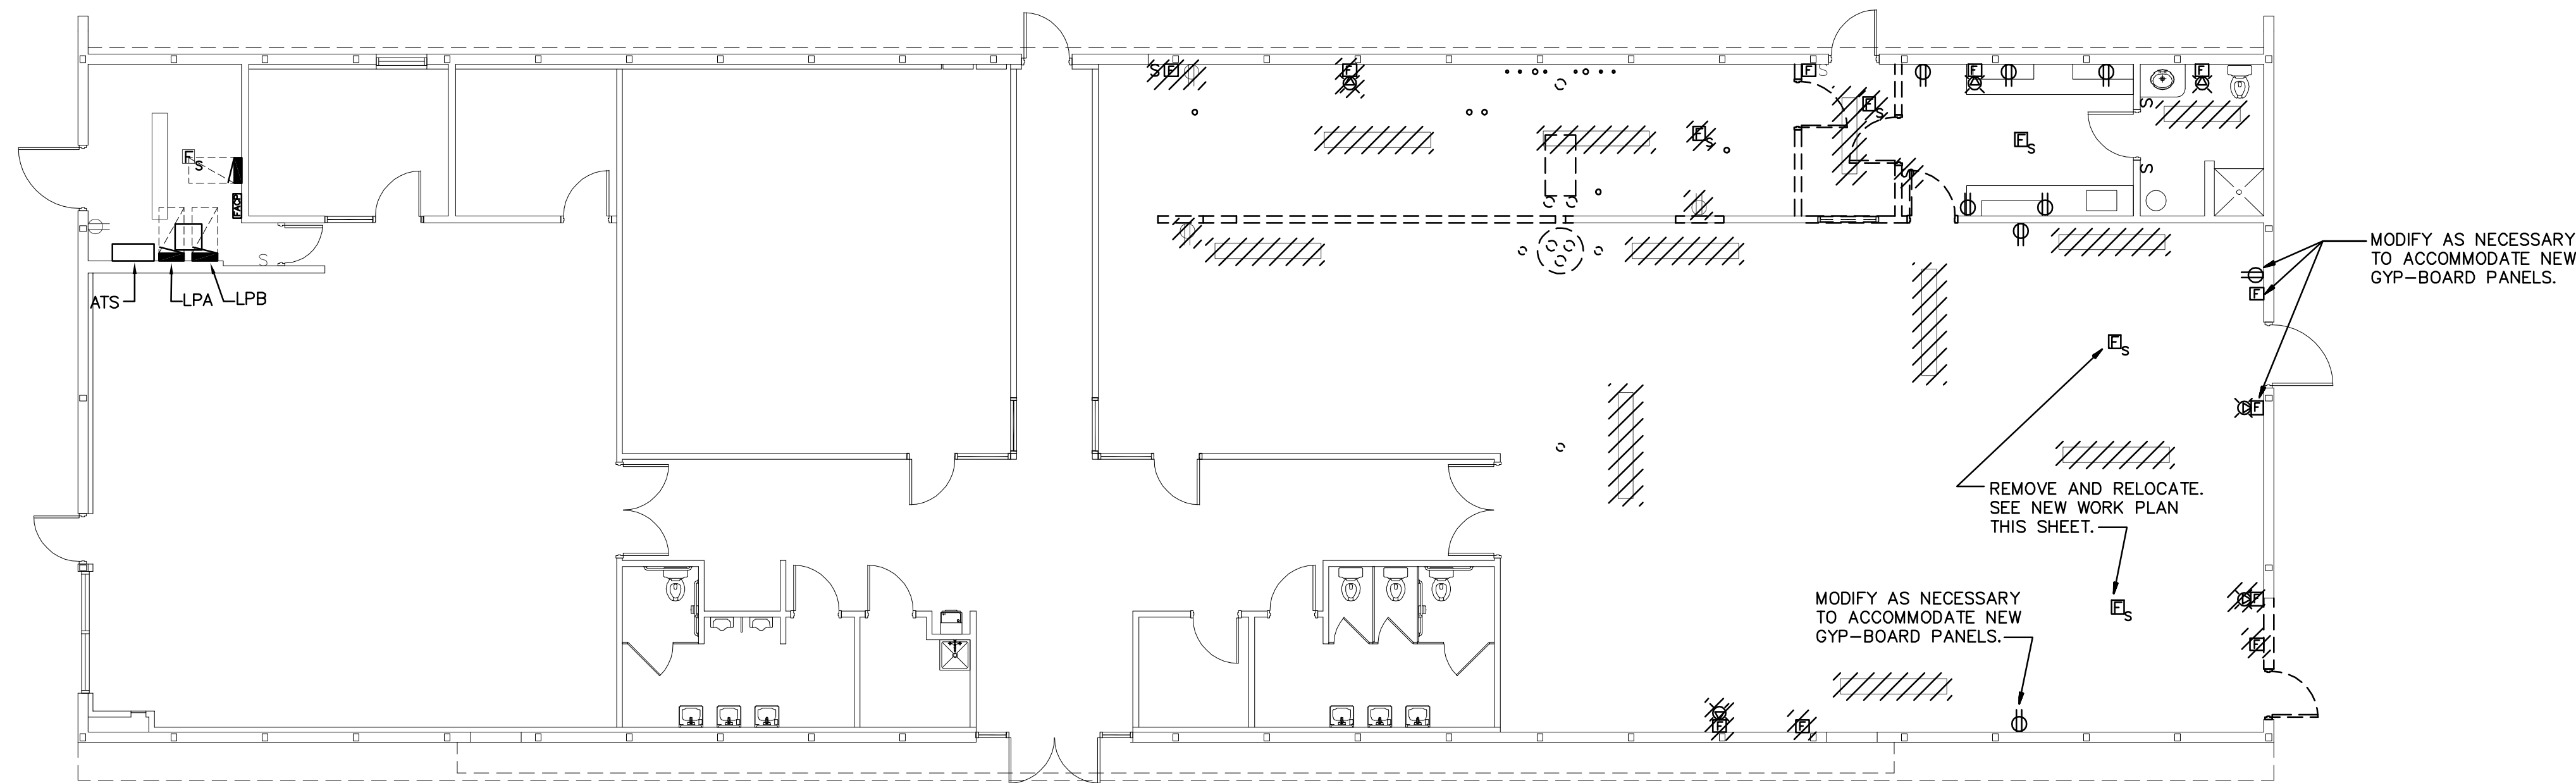 S F
F
F S
F
F
F
F S
F S
F S
S
S
F S
FACP
S
ATS
LPA
LPB
MODIFY AS NECESSARY
TO ACCOMMODATE NEW
GYP-BOARD PANELS.
F
F S
F
REMOVE AND RELOCATE.
SEE NEW WORK PLAN
THIS SHEET.
MODIFY AS NECESSARY
TO ACCOMMODATE NEW
GYP-BOARD PANELS.
F S
F
F
F
F